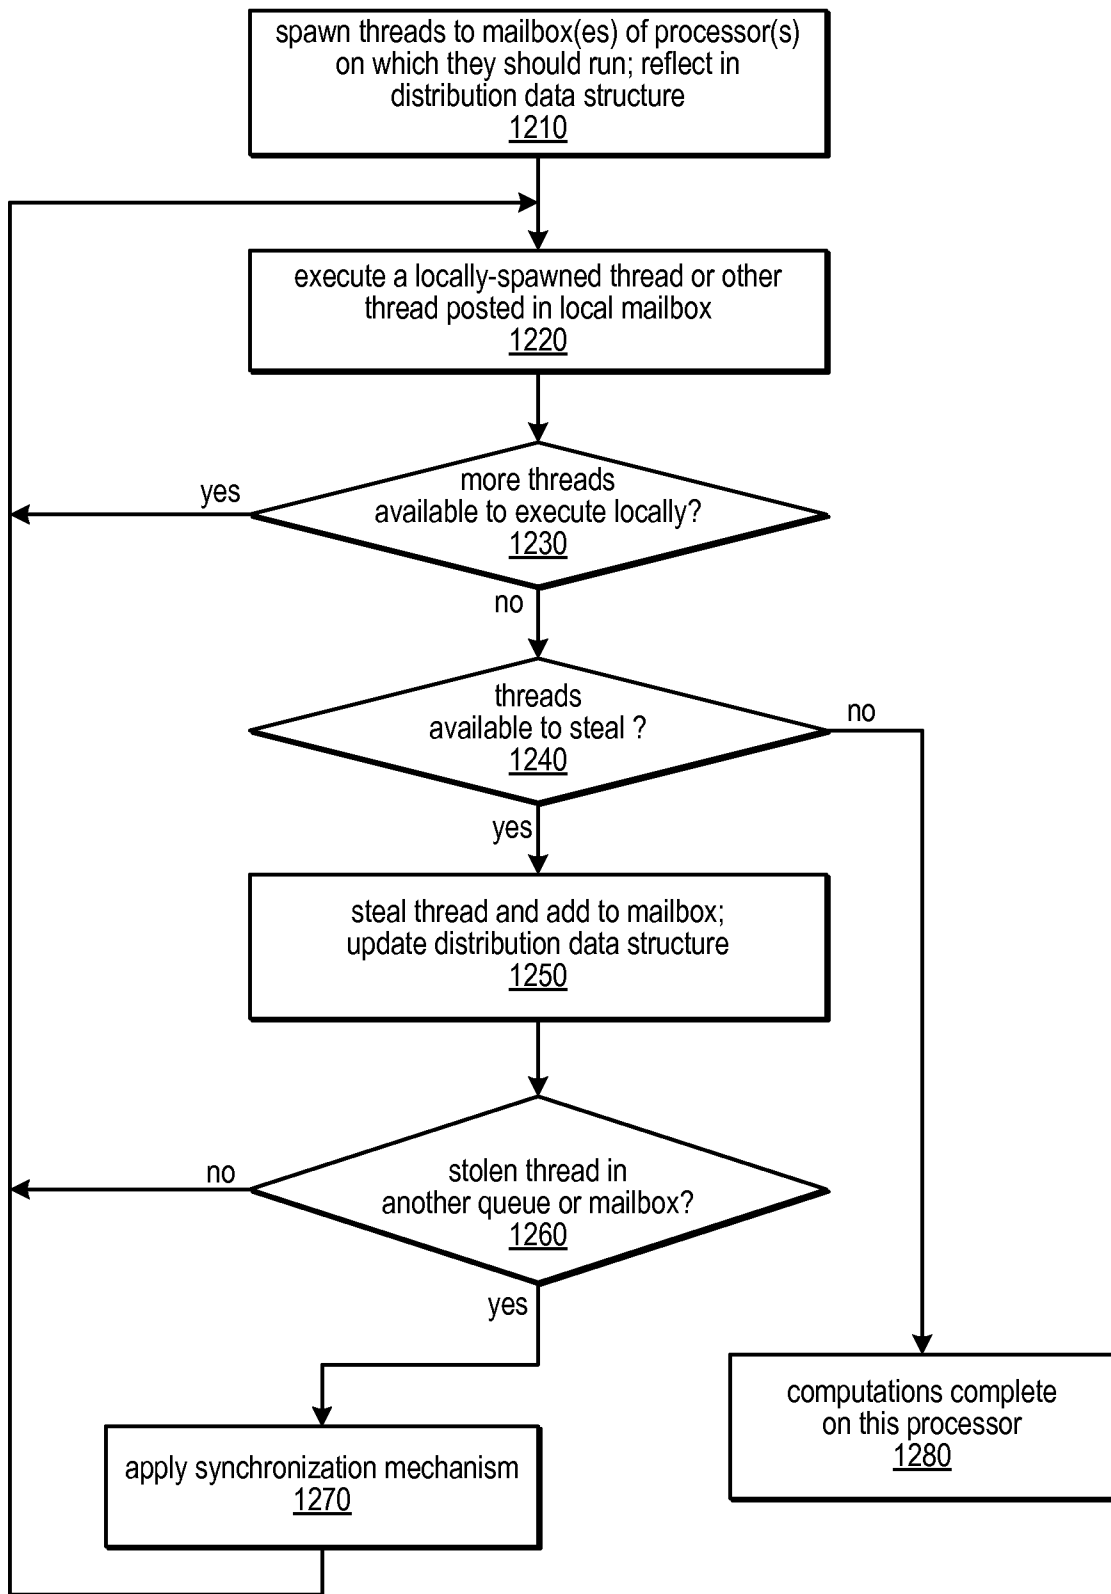 spawn threads to mailbox(es) of processor(s)
on which they should run; reflect in
distribution data structure
1210
execute a locally-spawned thread or other
thread posted in local mailbox
1220
more threads
available to execute locally?
1230
yes
no
threads
available to steal ?
1240
no
yes
steal thread and add to mailbox;
update distribution data structure
1250
stolen thread in
another queue or mailbox?
1260
no
yes
apply synchronization mechanism
1270
computations complete
on this processor
1280